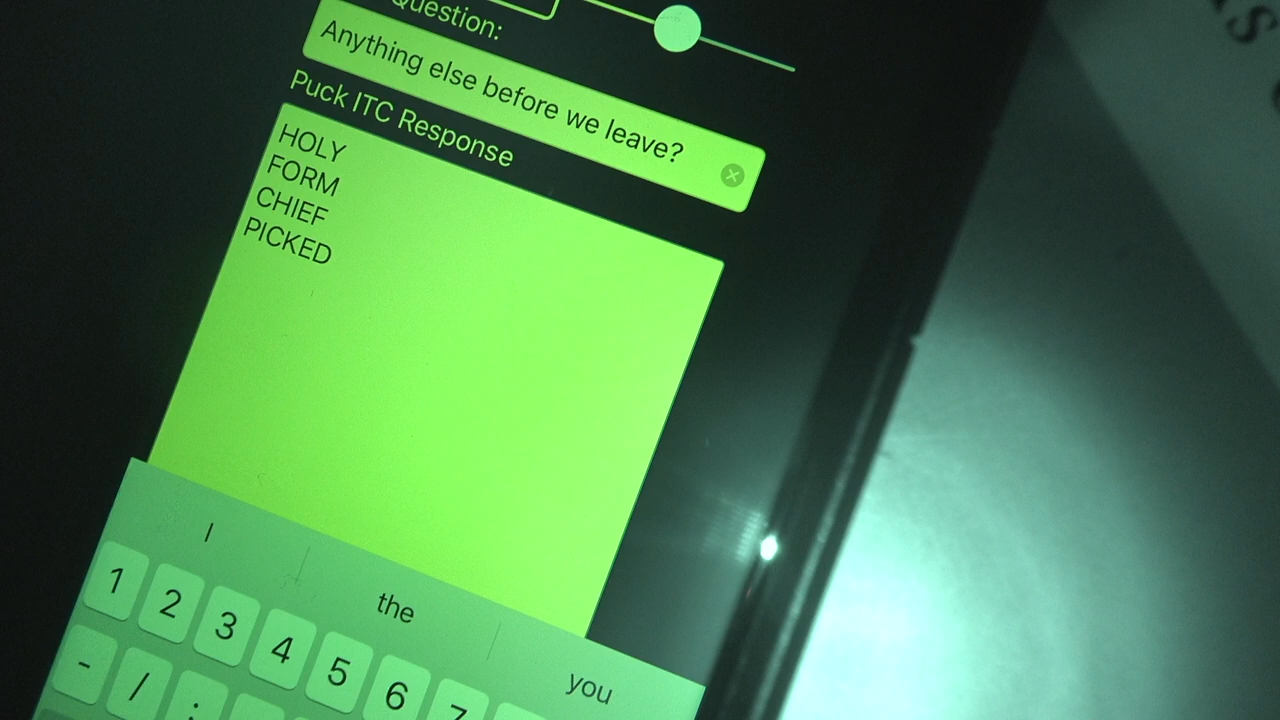 Question:
Anything else before we leave?
Puck ITC Response
HOLY
FORM
CHIEF
PICKED
I the you
1 2 3 4 5 6 7
- / :